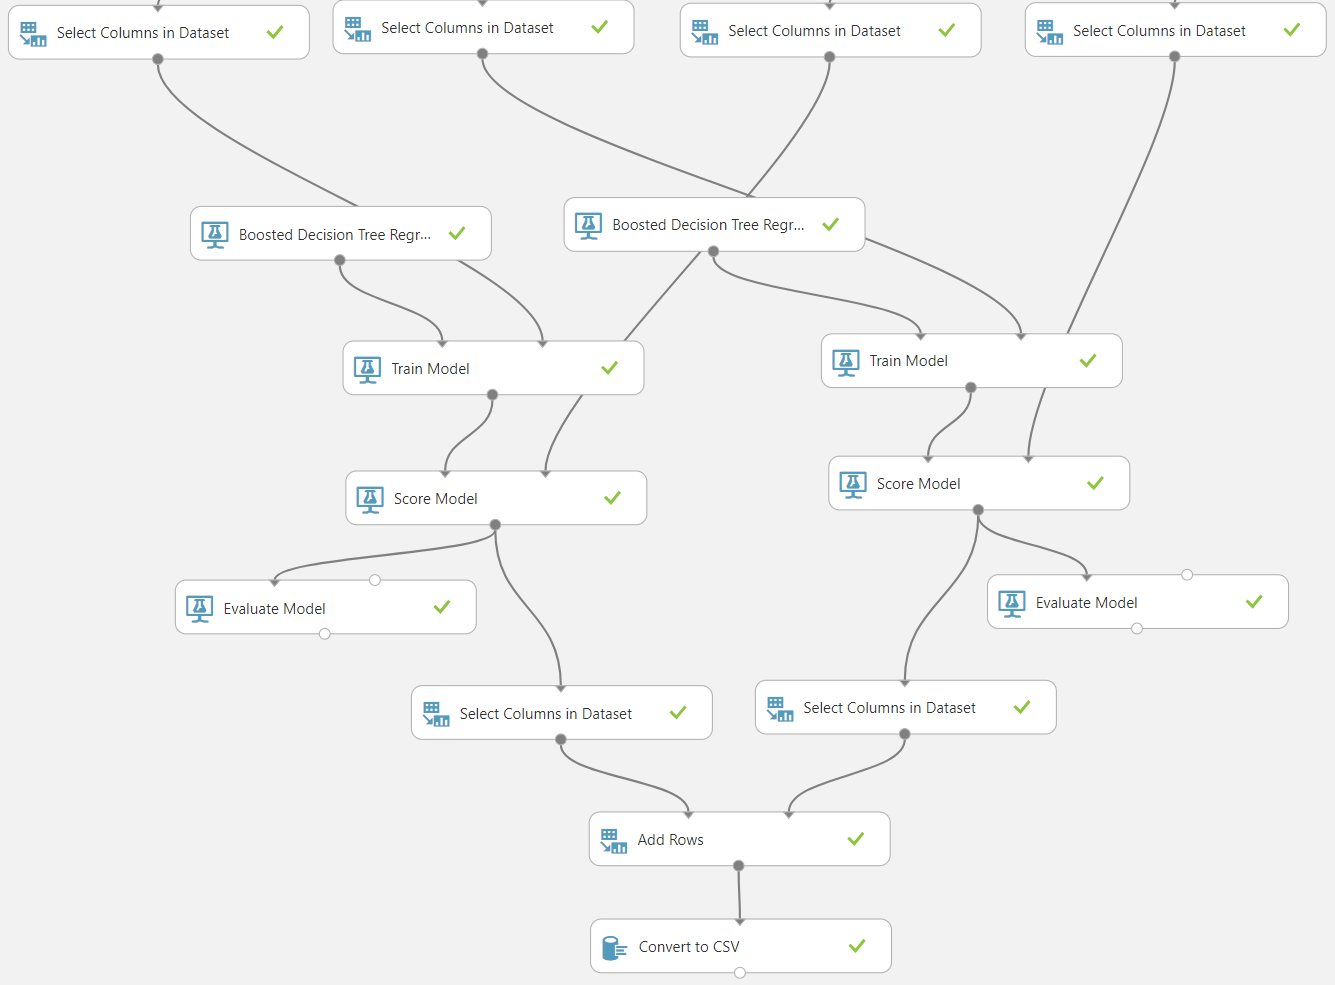 Select Columns in Dataset
Select Columns in Dataset
Select Columns in Dataset
Select Columns in Dataset
Boosted Decision Tree Regr...
Boosted Decision Tree Regr...
Train Model
Train Model
Score Model
Score Model
Evaluate Model
Evaluate Model
Select Columns in Dataset
Select Columns in Dataset
Add Rows
Convert to CSV